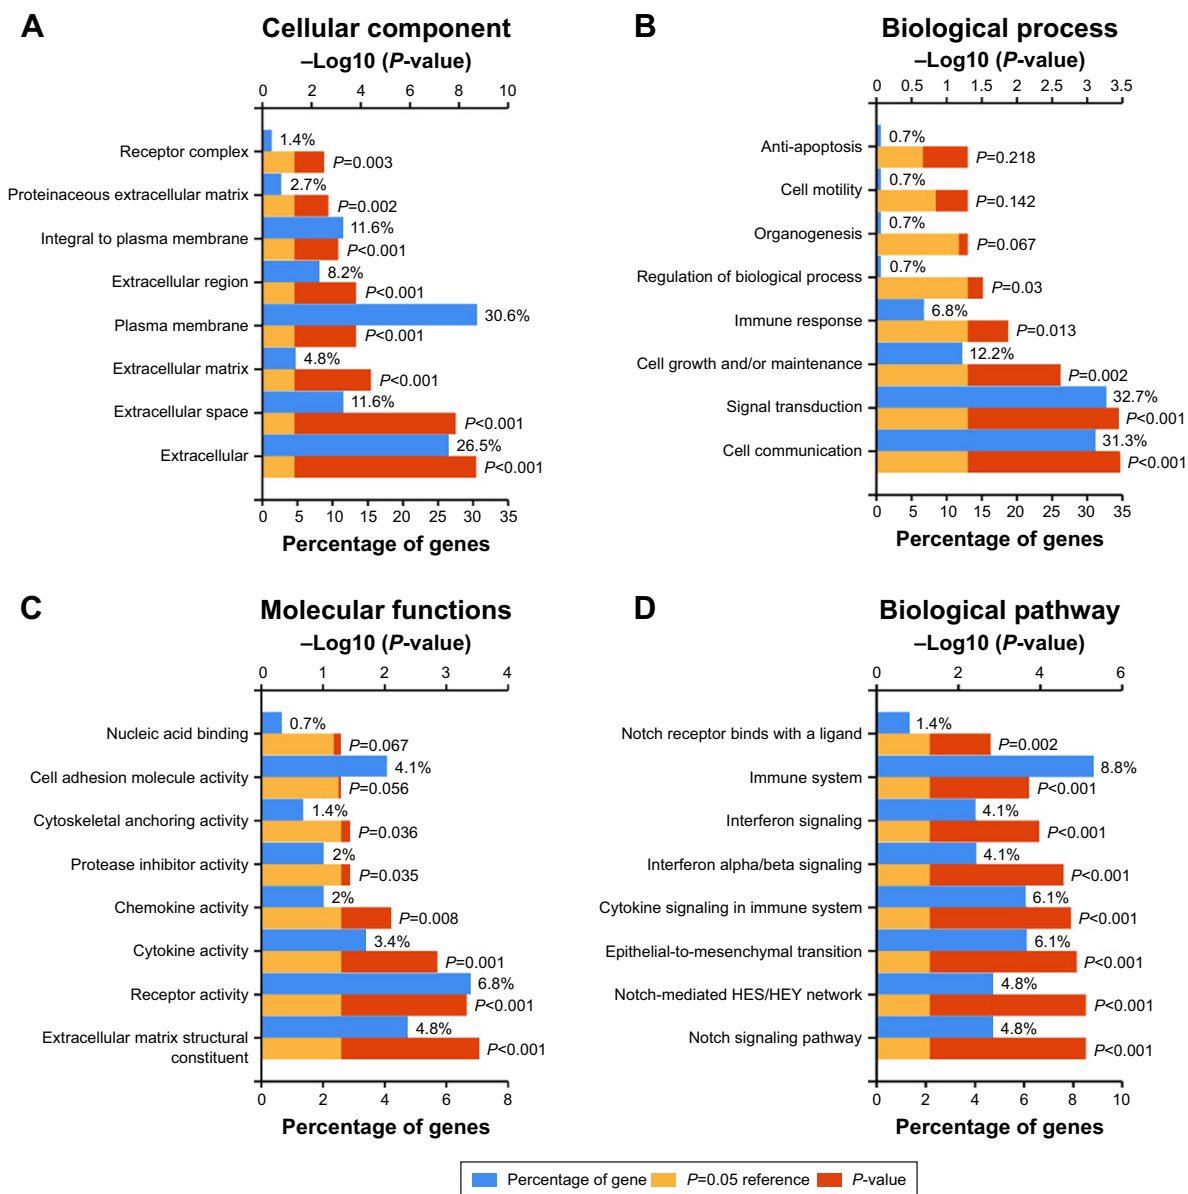 A
Cellular component
–Log10 (P-value)
0 2 4 6 8 10
Receptor complex
1.4%
P=0.003
Proteinaceous extracellular matrix
2.7%
P=0.002
Integral to plasma membrane
11.6%
P<0.001
Extracellular region
8.2%
P<0.001
Plasma membrane
30.6%
P<0.001
Extracellular matrix
4.8%
P<0.001
Extracellular space
11.6%
P<0.001
Extracellular
26.5%
P<0.001
0 5 10 15 20 25 30 35
Percentage of genes
B
Biological process
–Log10 (P-value)
0 0.5 1 1.5 2 2.5 3 3.5
Anti-apoptosis
0.7%
P=0.218
Cell motility
0.7%
P=0.142
Organogenesis
0.7%
P=0.067
Regulation of biological process
0.7%
P=0.03
Immune response
6.8%
P=0.013
Cell growth and/or maintenance
12.2%
P=0.002
Signal transduction
32.7%
P<0.001
Cell communication
31.3%
P<0.001
0 5 10 15 20 25 30 35
Percentage of genes
C
Molecular functions
–Log10 (P-value)
0 1 2 3 4
Nucleic acid binding
0.7%
P=0.067
Cell adhesion molecule activity
4.1%
P=0.056
Cytoskeletal anchoring activity
1.4%
P=0.036
Protease inhibitor activity
2%
P=0.035
Chemokine activity
2%
P=0.008
Cytokine activity
3.4%
P=0.001
Receptor activity
6.8%
P<0.001
Extracellular matrix structural
constituent
4.8%
P<0.001
0 2 4 6 8
Percentage of genes
D
Biological pathway
–Log10 (P-value)
0 2 4 6
Notch receptor binds with a ligand
1.4%
P=0.002
Immune system
8.8%
P<0.001
Interferon signaling
4.1%
P<0.001
Interferon alpha/beta signaling
4.1%
P<0.001
Cytokine signaling in immune system
6.1%
P<0.001
Epithelial-to-mesenchymal transition
6.1%
P<0.001
Notch-mediated HES/HEY network
4.8%
P<0.001
Notch signaling pathway
4.8%
P<0.001
0 2 4 6 8 10
Percentage of genes
Percentage of gene P=0.05 reference P-value